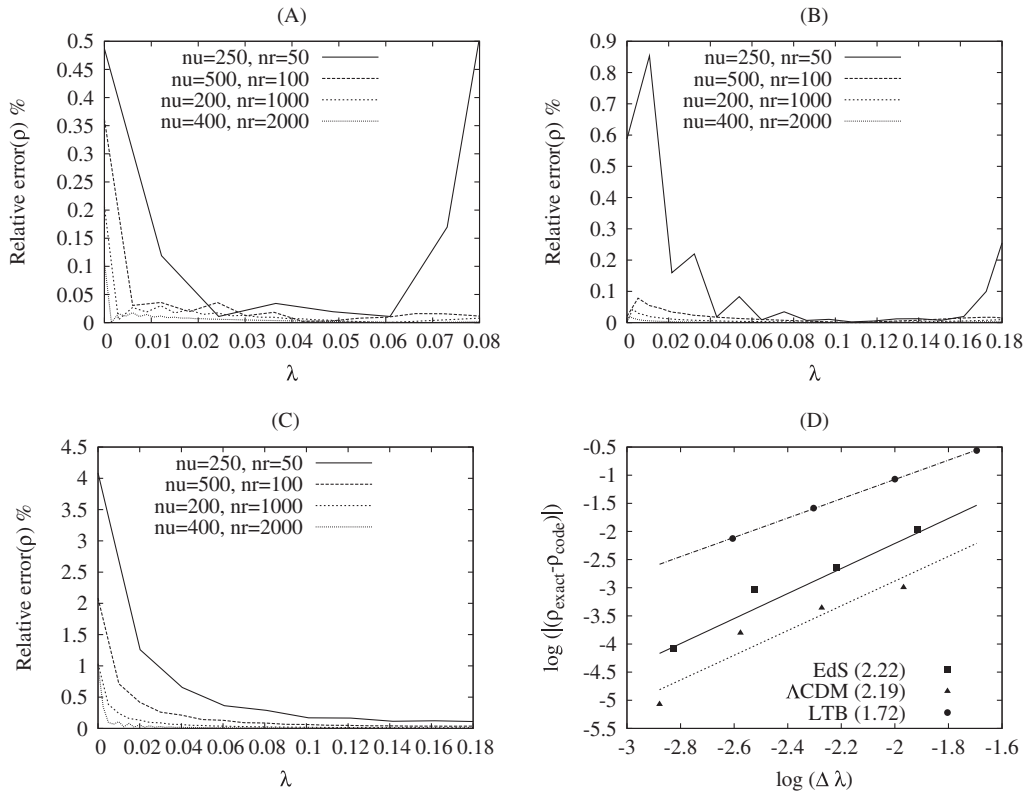 (A)
Relative error(ρ) %
0.5
0.45
0.4
0.35
0.3
0.25
0.2
0.15
0.1
0.05
0
nu=250, nr=50
nu=500, nr=100
nu=200, nr=1000
nu=400, nr=2000
0 0.01 0.02 0.03 0.04 0.05 0.06 0.07 0.08
λ
(B)
Relative error(ρ) %
0.9
0.8
0.7
0.6
0.5
0.4
0.3
0.2
0.1
0
nu=250, nr=50
nu=500, nr=100
nu=200, nr=1000
nu=400, nr=2000
0 0.02 0.04 0.06 0.08 0.1 0.12 0.14 0.16 0.18
λ
(C)
Relative error(ρ) %
4.5
4
3.5
3
2.5
2
1.5
1
0.5
0
nu=250, nr=50
nu=500, nr=100
nu=200, nr=1000
nu=400, nr=2000
0 0.02 0.04 0.06 0.08 0.1 0.12 0.14 0.16 0.18
λ
(D)
log (|(ρexact-ρcode)|)
-0.5
-1
-1.5
-2
-2.5
-3
-3.5
-4
-4.5
-5
-5.5
EdS (2.22)
ΛCDM (2.19)
LTB (1.72)
-3 -2.8 -2.6 -2.4 -2.2 -2 -1.8 -1.6
log (Δ λ)